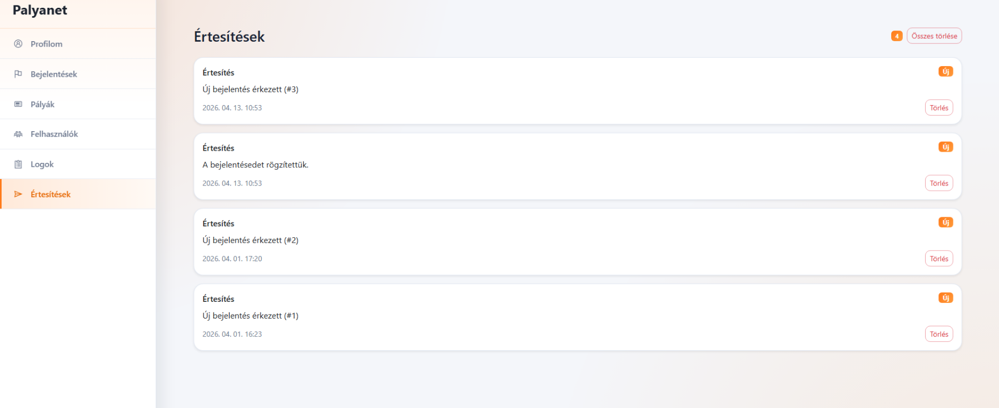 Palyanet
Profilom
Bejelentések
Pályák
Felhasználók
Logok
Értesítések
Értesítések
4 Összes törlése
Értesítés Új
Új bejelentés érkezett (#3)
2026. 04. 13. 10:53 Törlés
Értesítés Új
A bejelentésedet rögzítettük.
2026. 04. 13. 10:53 Törlés
Értesítés Új
Új bejelentés érkezett (#2)
2026. 04. 01. 17:20 Törlés
Értesítés Új
Új bejelentés érkezett (#1)
2026. 04. 01. 16:23 Törlés